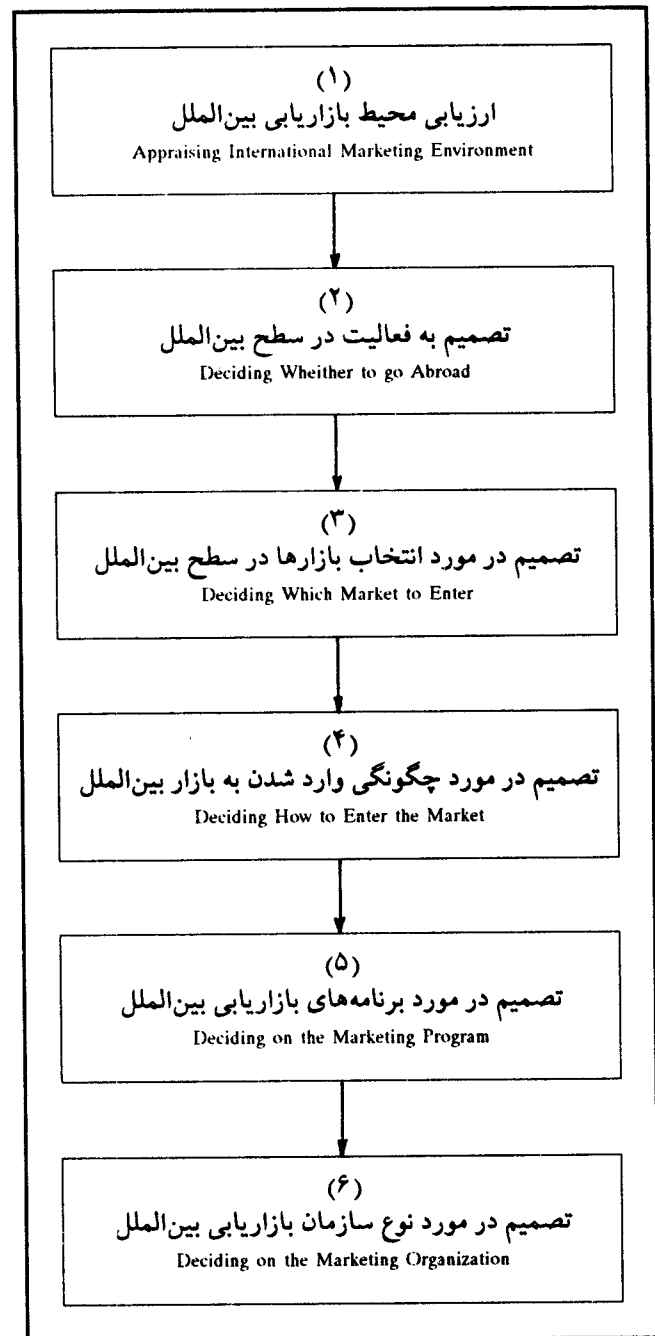 (۱)
ارزیابی محیط بازاریابی بین‌الملل
Appraising International Marketing Environment
(۲)
تصمیم به فعالیت در سطح بین‌الملل
Deciding Wheither to go Abroad
(۳)
تصمیم در مورد انتخاب بازارها در سطح بین‌الملل
Deciding Which Market to Enter
(۴)
تصمیم در مورد چگونگی وارد شدن به بازار بین‌الملل
Deciding How to Enter the Market
(۵)
تصمیم در مورد برنامه‌های بازاریابی بین‌الملل
Deciding on the Marketing Program
(۶)
تصمیم در مورد نوع سازمان بازاریابی بین‌الملل
Deciding on the Marketing Organization